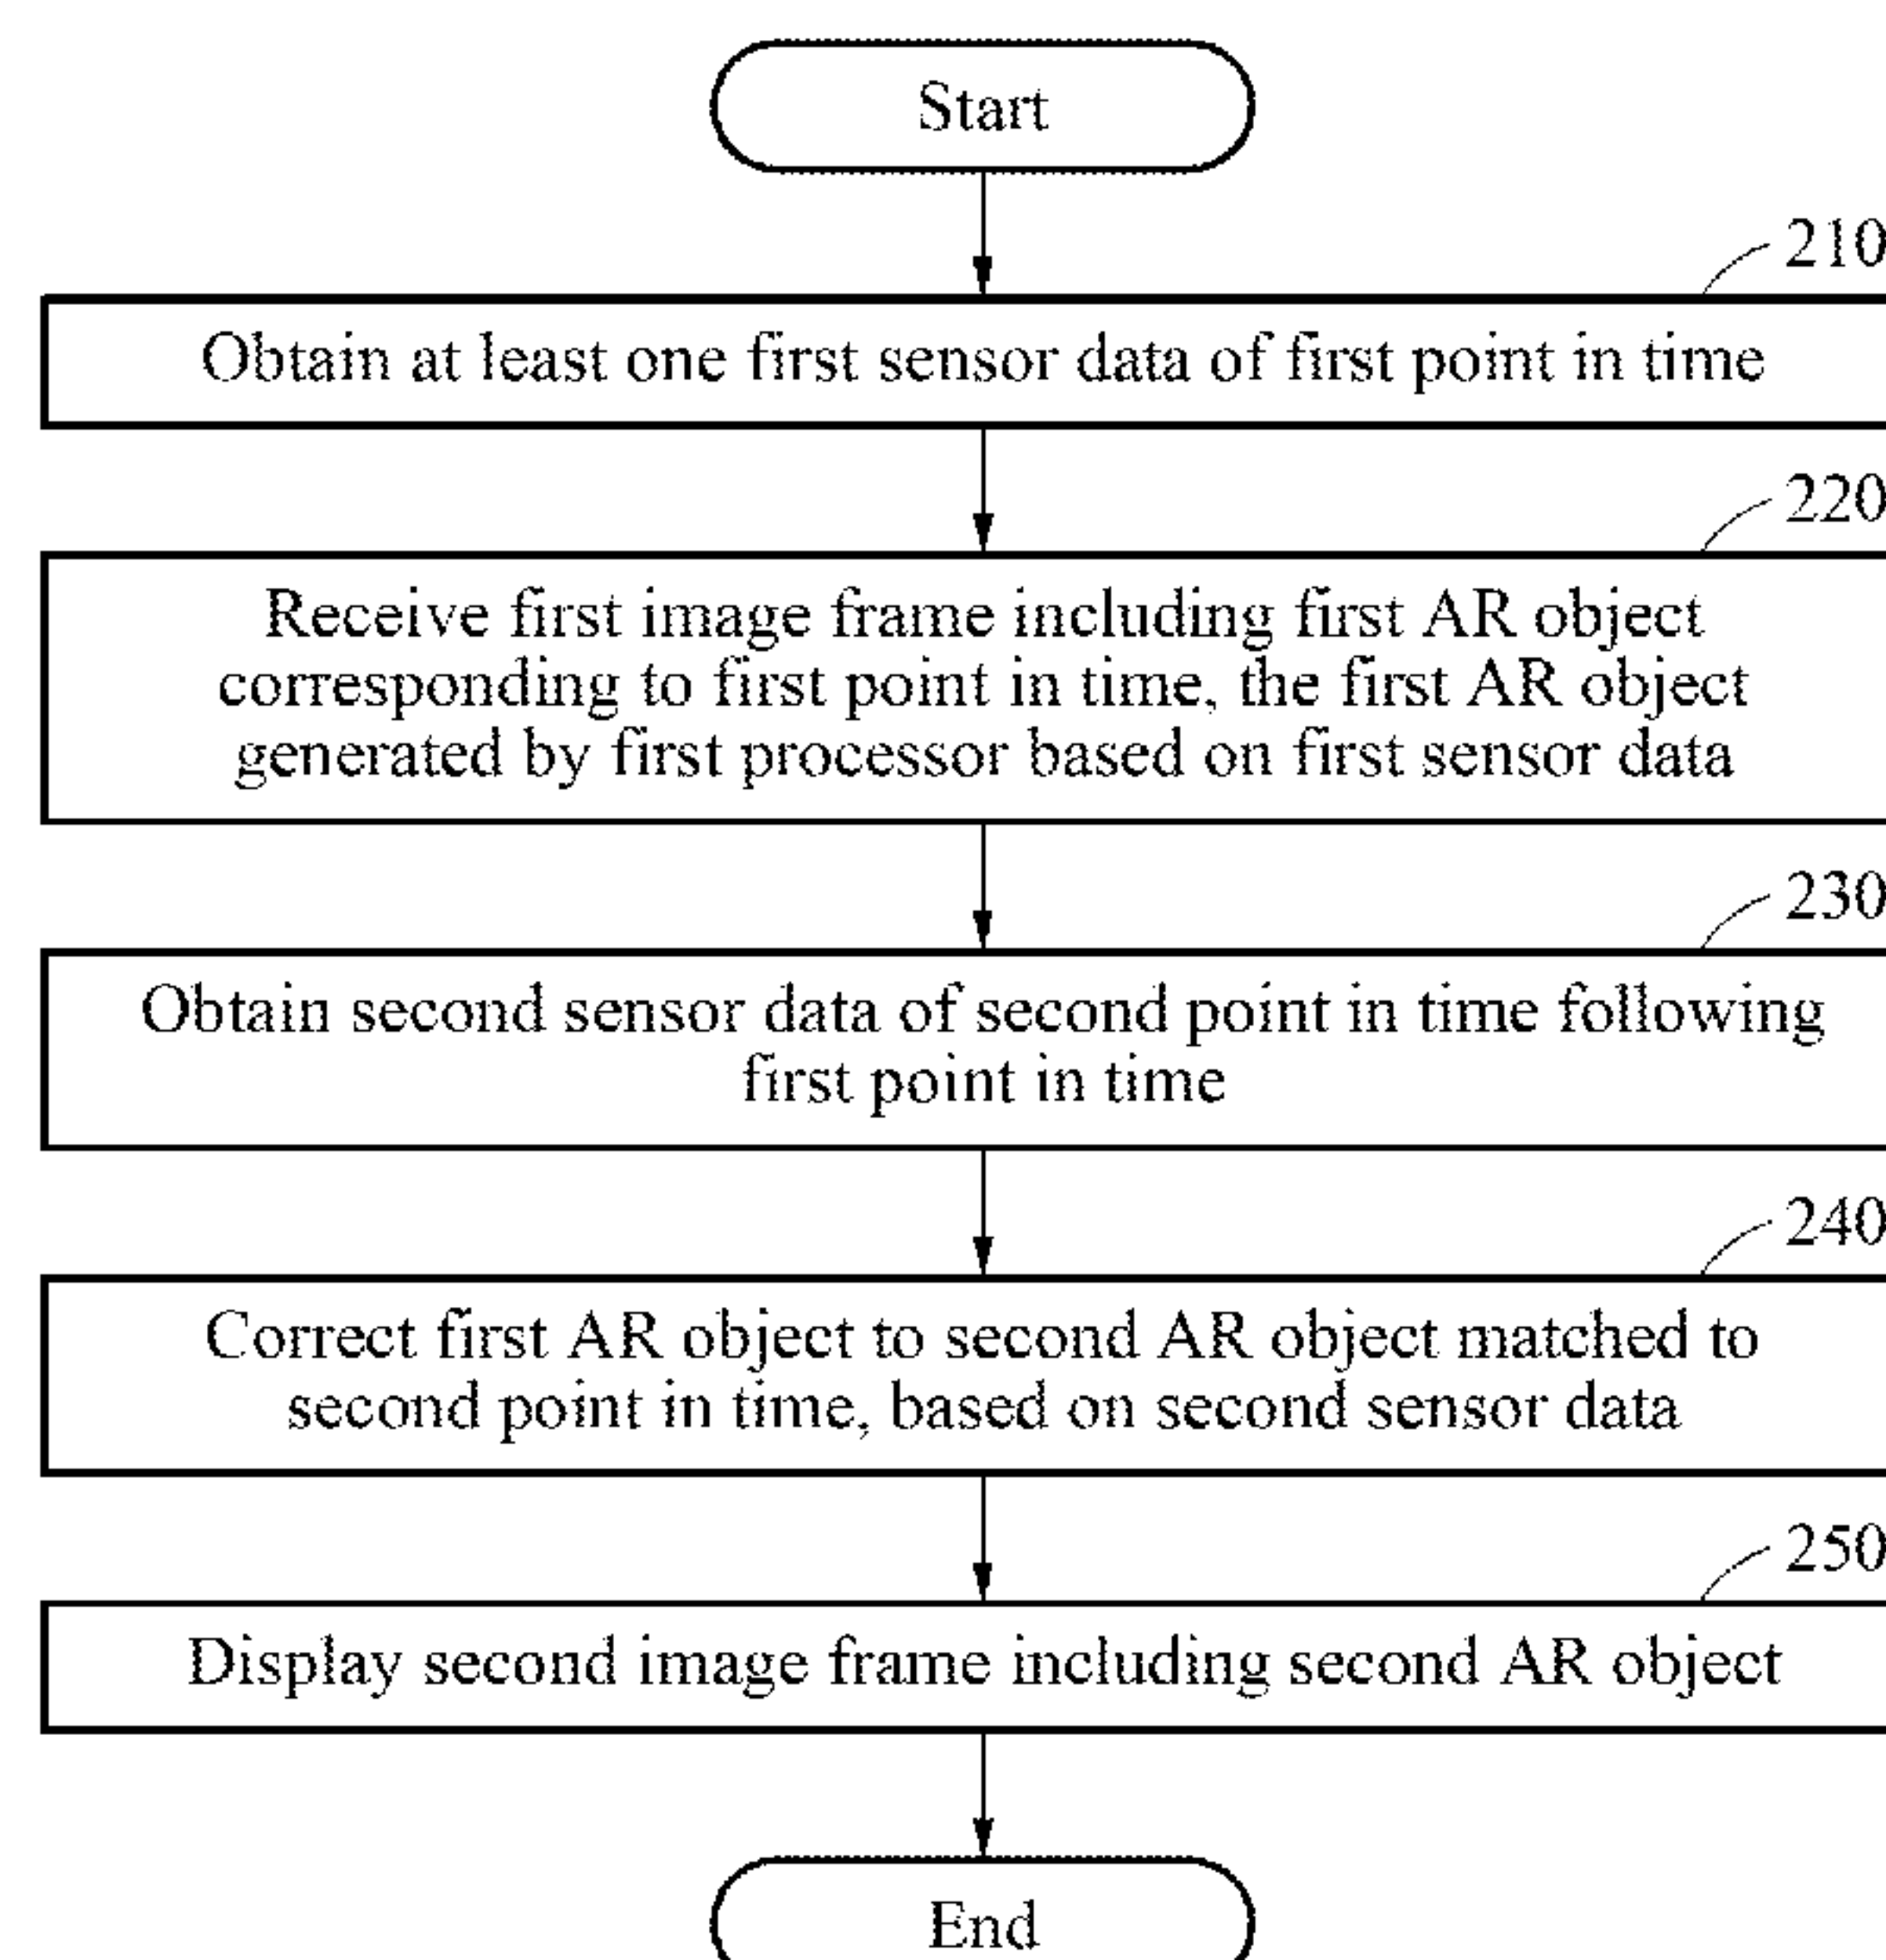 Start
210
Obtain at least one first sensor data of first point in time
220
Receive first image frame including first AR object
corresponding to first point in time, the first AR object
generated by first processor based on first sensor data
230
Obtain second sensor data of second point in time following
first point in time
240
Correct first AR object to second AR object matched to
second point in time, based on second sensor data
250
Display second image frame including second AR object
End